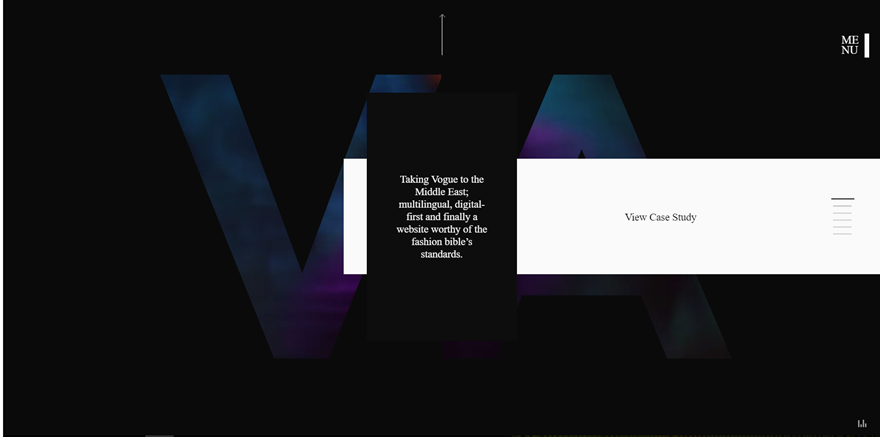 ME
NU
VA
Taking Vogue to the
Middle East;
multilingual, digital-
first and finally a
website worthy of the
fashion bible's
standards.
View Case Study